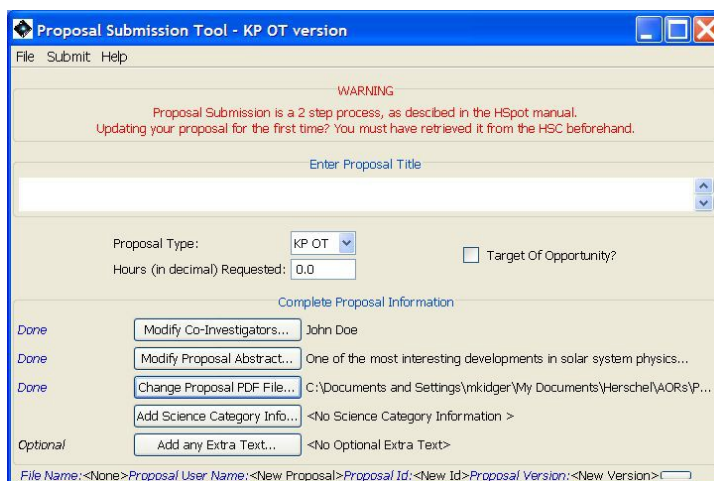 Proposal Submission Tool - KP OT version
File Submit Help
WARNING
Proposal Submission is a 2 step process, as descibed in the HSpot manual.
Updating your proposal for the first time? You must have retrieved it from the HSC beforehand.
Enter Proposal Title
Proposal Type: KP OT
Target Of Opportunity?
Hours (in decimal) Requested: 0.0
Complete Proposal Information
Done Modify Co-Investigators... John Doe
Done Modify Proposal Abstract... One of the most interesting developments in solar system physics...
Done Change Proposal PDF File... C:\Documents and Settings\mkidger\My Documents\Herschel\AORs\P...
Add Science Category Info... <No Science Category Information >
Optional Add any Extra Text... <No Optional Extra Text>
File Name:<None>Proposal User Name:<New Proposal>Proposal Id:<New Id>Proposal Version:<New Version>